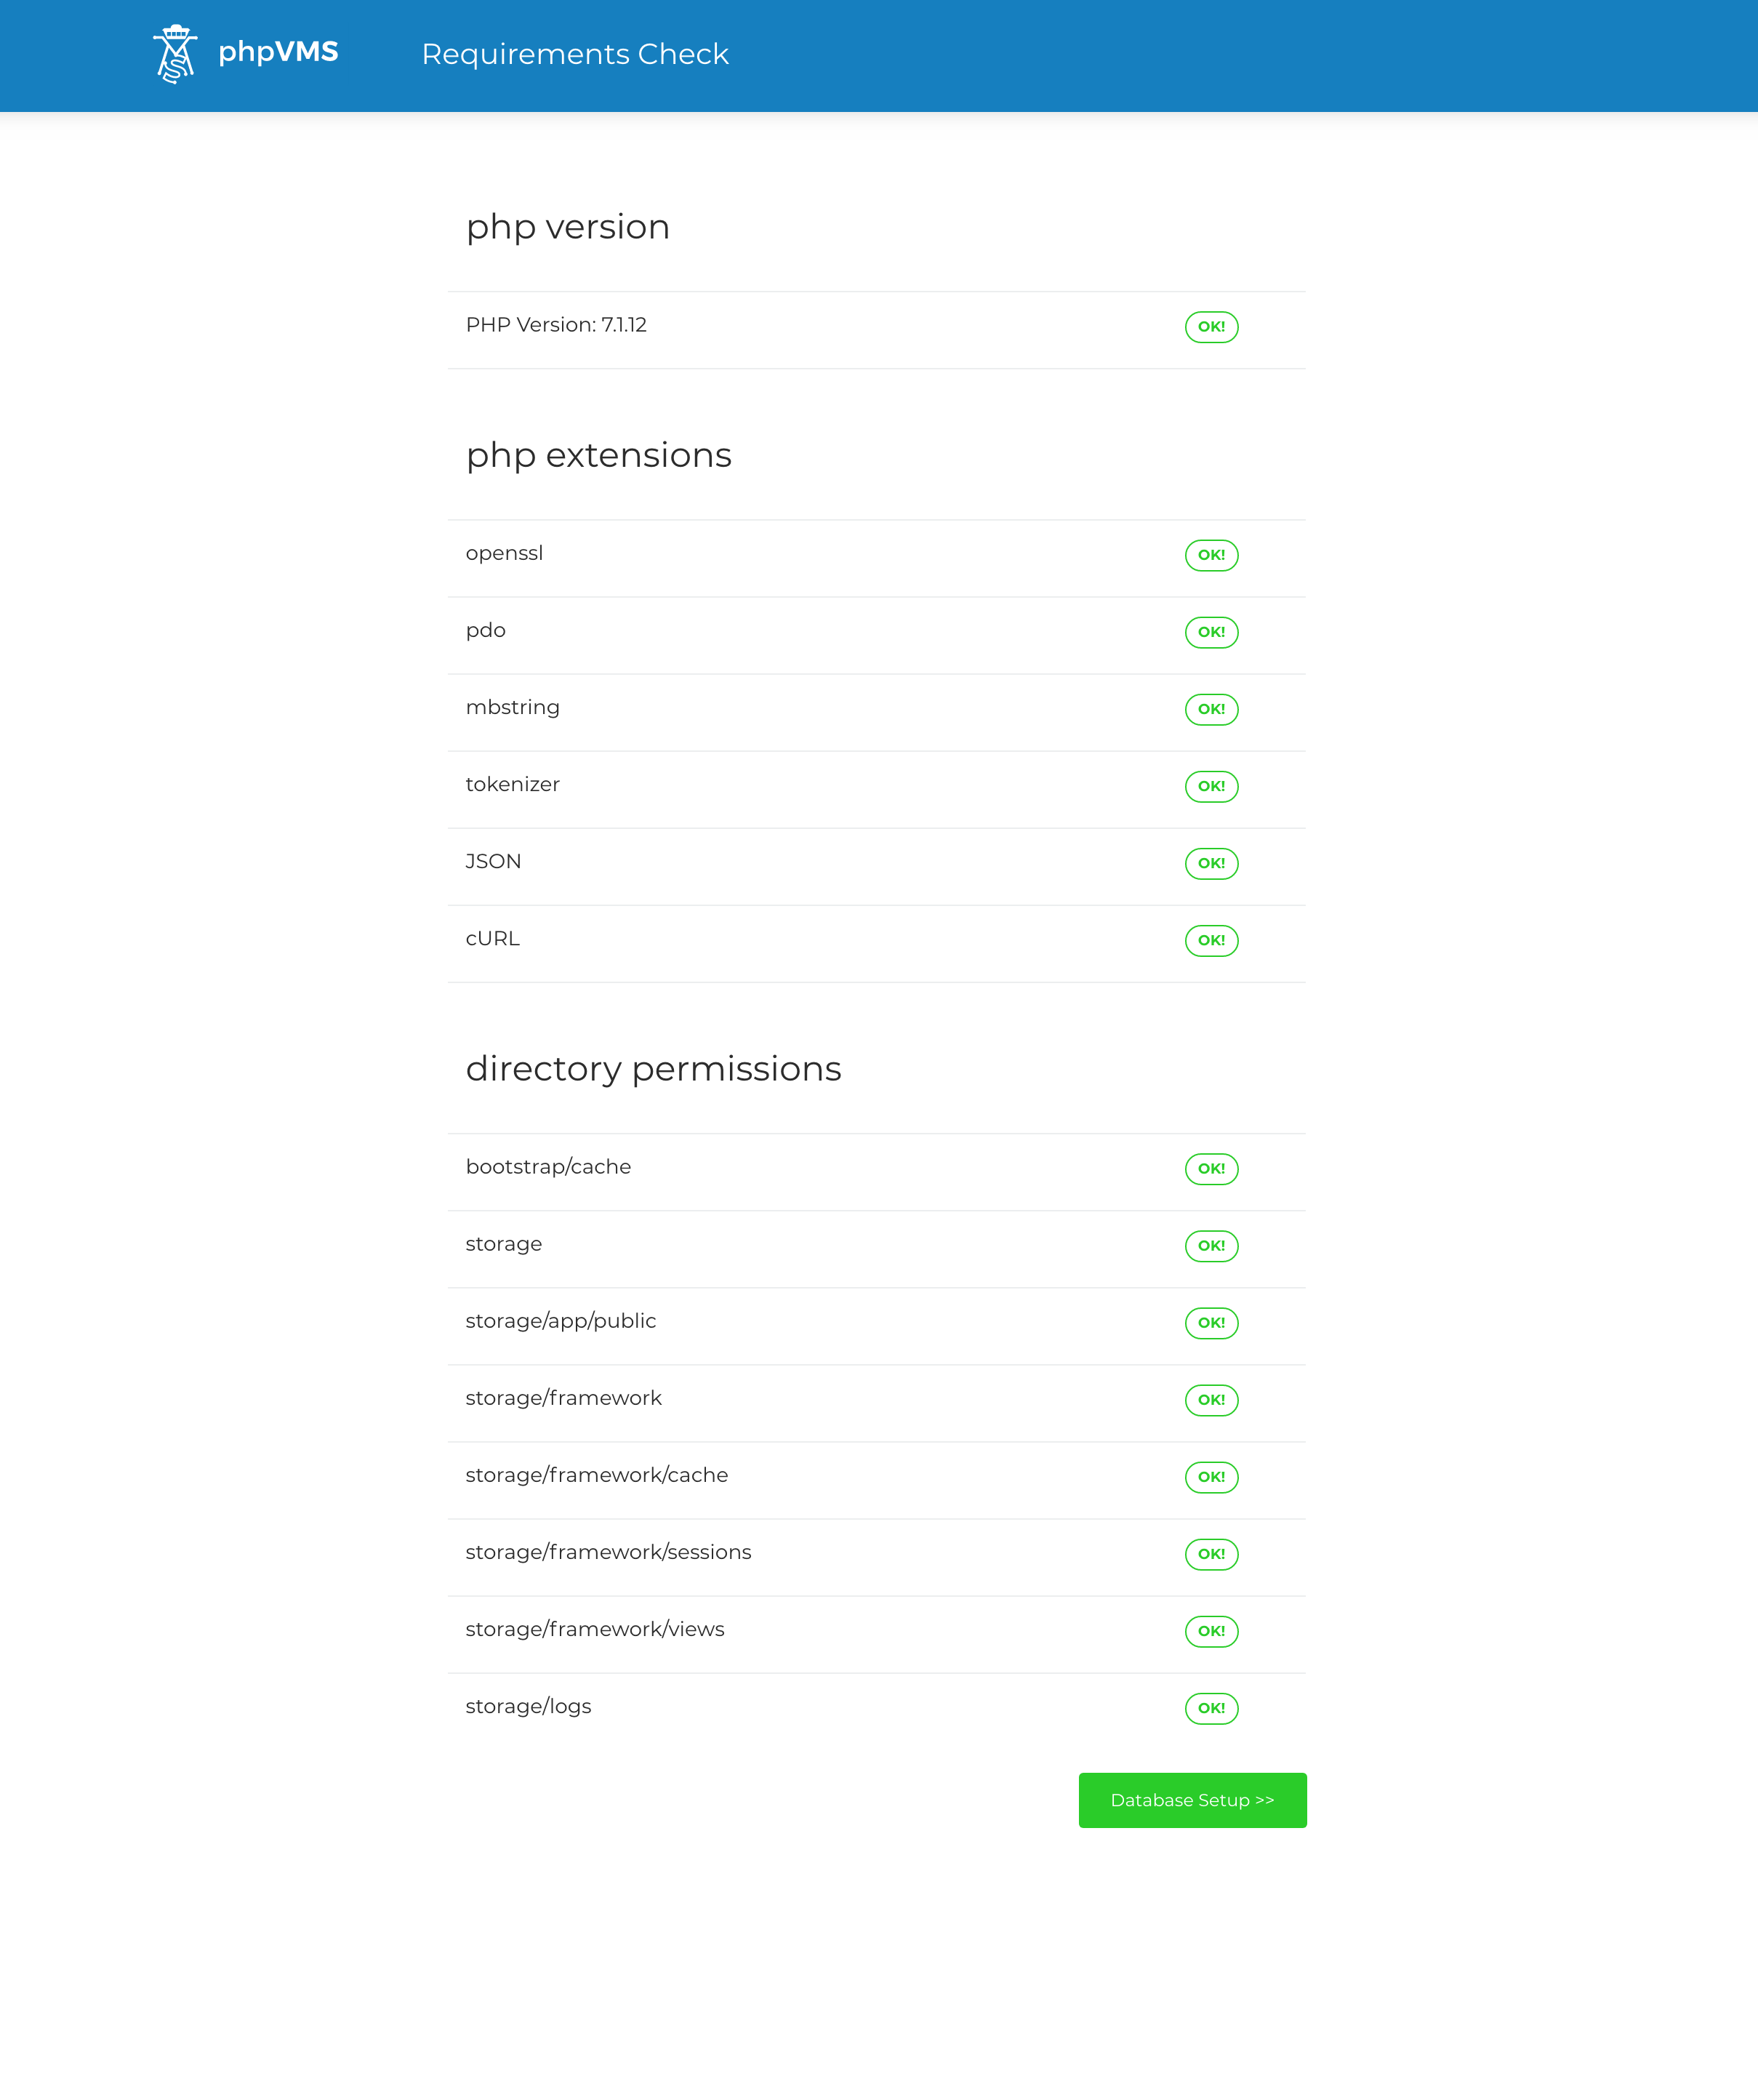 phpVMS Requirements Check
php version
PHP Version: 7.1.12 OK!
php extensions
openssl OK!
pdo OK!
mbstring OK!
tokenizer OK!
JSON OK!
cURL OK!
directory permissions
bootstrap/cache OK!
storage OK!
storage/app/public OK!
storage/framework OK!
storage/framework/cache OK!
storage/framework/sessions OK!
storage/framework/views OK!
storage/logs OK!
Database Setup >>